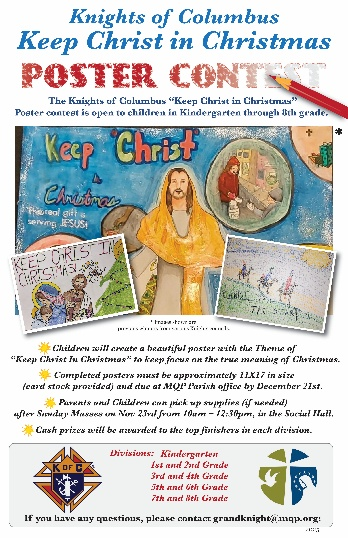 Knights of Columbus
Keep Christ in Christmas
POSTER CONTEST
The Knights of Columbus "Keep Christ in Christmas"
Poster contest is open to children in Kindergarten through 8th grade.
*
Keep Christ
in
Christmas
The real gift is
serving JESUS!
KEEP CHRIST IN
CHRISTMAS
Children will create a beautiful poster with the Theme of
"Keep Christ In Christmas" to keep focus on the true meaning of Christmas.
Completed posters must be approximately 11X17 in size
(card stock provided) and due at MQP Parish office by December 21st.
Parents and Children can pick up supplies (if needed)
after Sunday Masses on Nov 23rd from 10am – 12:30pm, in the Social Hall.
Cash prizes will be awarded to the top finishers in each division.
Divisions: Kindergarten
1st and 2nd Grade
3rd and 4th Grade
5th and 6th Grade
7th and 8th Grade
K OF C
If you have any questions, please contact grandknight@mqp.org: